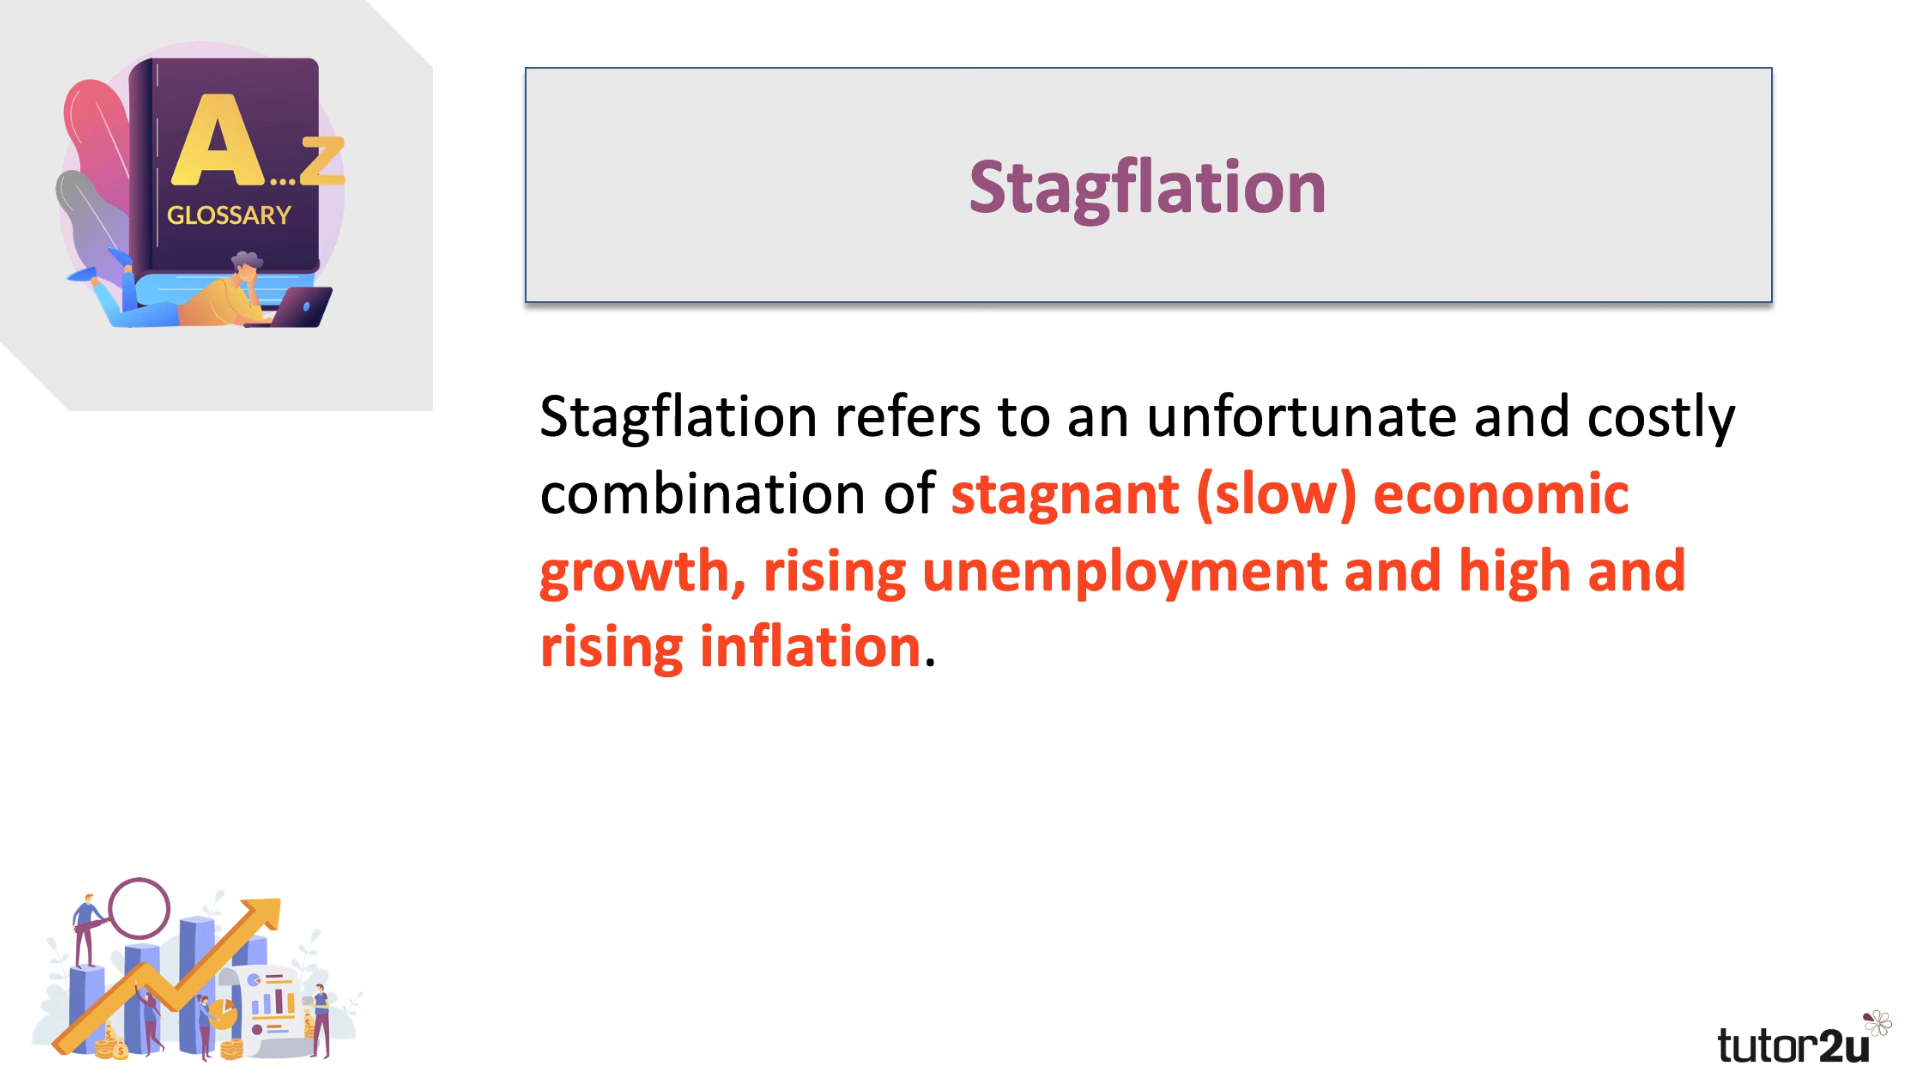 A...z
GLOSSARY
Stagflation
Stagflation refers to an unfortunate and costly
combination of stagnant (slow) economic
growth, rising unemployment and high and
rising inflation.
tutor2u